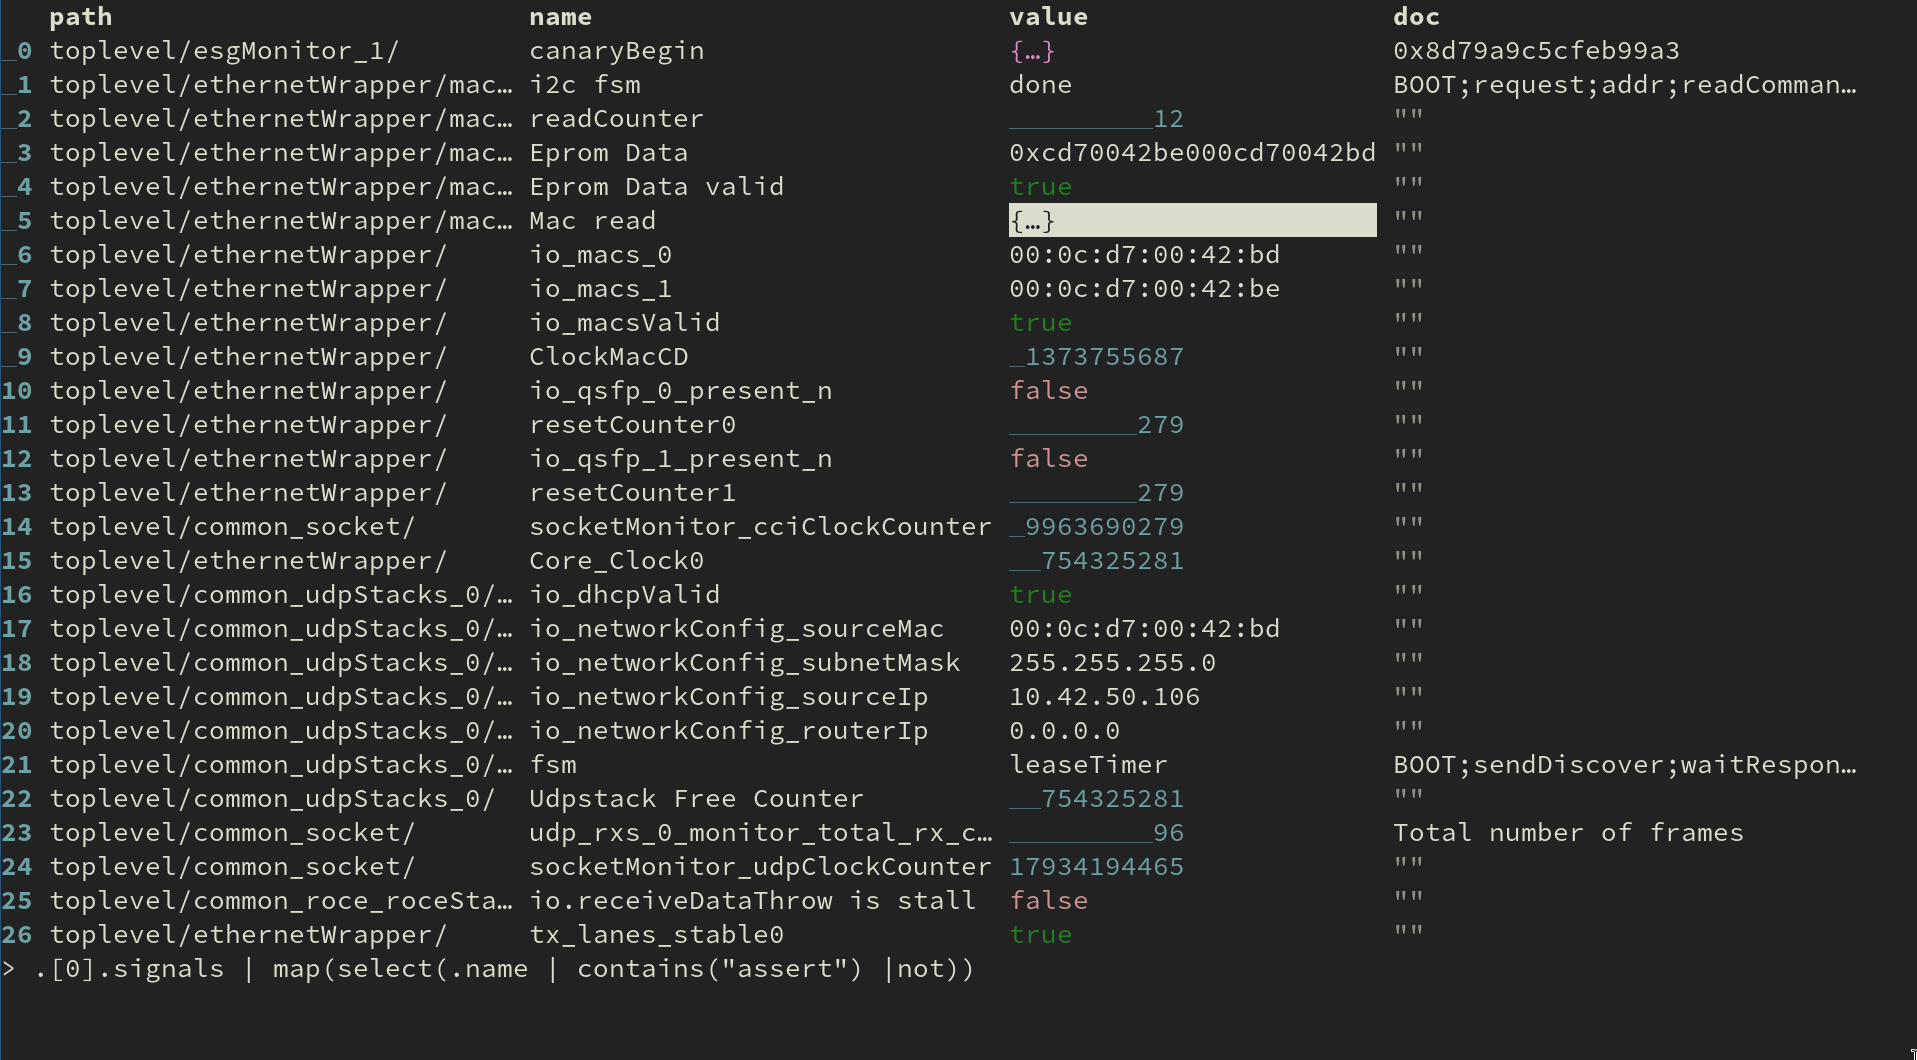 path name value doc
_0 toplevel/esgMonitor_1/ canaryBegin {…} 0x8d79a9c5cfeb99a3
_1 toplevel/ethernetWrapper/mac… i2c fsm done BOOT;request;addr;readComman…
_2 toplevel/ethernetWrapper/mac… readCounter _________12 ""
_3 toplevel/ethernetWrapper/mac… Eprom Data 0xcd70042be000cd70042bd ""
_4 toplevel/ethernetWrapper/mac… Eprom Data valid true ""
_5 toplevel/ethernetWrapper/mac… Mac read {…} ""
_6 toplevel/ethernetWrapper/ io_macs_0 00:0c:d7:00:42:bd ""
_7 toplevel/ethernetWrapper/ io_macs_1 00:0c:d7:00:42:be ""
_8 toplevel/ethernetWrapper/ io_macsValid true ""
_9 toplevel/ethernetWrapper/ ClockMacCD _1373755687 ""
10 toplevel/ethernetWrapper/ io_qsfp_0_present_n false ""
11 toplevel/ethernetWrapper/ resetCounter0 ________279 ""
12 toplevel/ethernetWrapper/ io_qsfp_1_present_n false ""
13 toplevel/ethernetWrapper/ resetCounter1 ________279 ""
14 toplevel/common_socket/ socketMonitor_cciClockCounter _9963690279 ""
15 toplevel/ethernetWrapper/ Core_Clock0 __754325281 ""
16 toplevel/common_udpStacks_0/… io_dhcpValid true ""
17 toplevel/common_udpStacks_0/… io_networkConfig_sourceMac 00:0c:d7:00:42:bd ""
18 toplevel/common_udpStacks_0/… io_networkConfig_subnetMask 255.255.255.0 ""
19 toplevel/common_udpStacks_0/… io_networkConfig_sourceIp 10.42.50.106 ""
20 toplevel/common_udpStacks_0/… io_networkConfig_routerIp 0.0.0.0 ""
21 toplevel/common_udpStacks_0/… fsm leaseTimer BOOT;sendDiscover;waitRespon…
22 toplevel/common_udpStacks_0/ Udpstack Free Counter __754325281 ""
23 toplevel/common_socket/ udp_rxs_0_monitor_total_rx_c… _________96 Total number of frames
24 toplevel/common_socket/ socketMonitor_udpClockCounter 17934194465 ""
25 toplevel/common_roce_roceSta… io.receiveDataThrow is stall false ""
26 toplevel/ethernetWrapper/ tx_lanes_stable0 true ""
> .[0].signals | map(select(.name | contains("assert") |not))